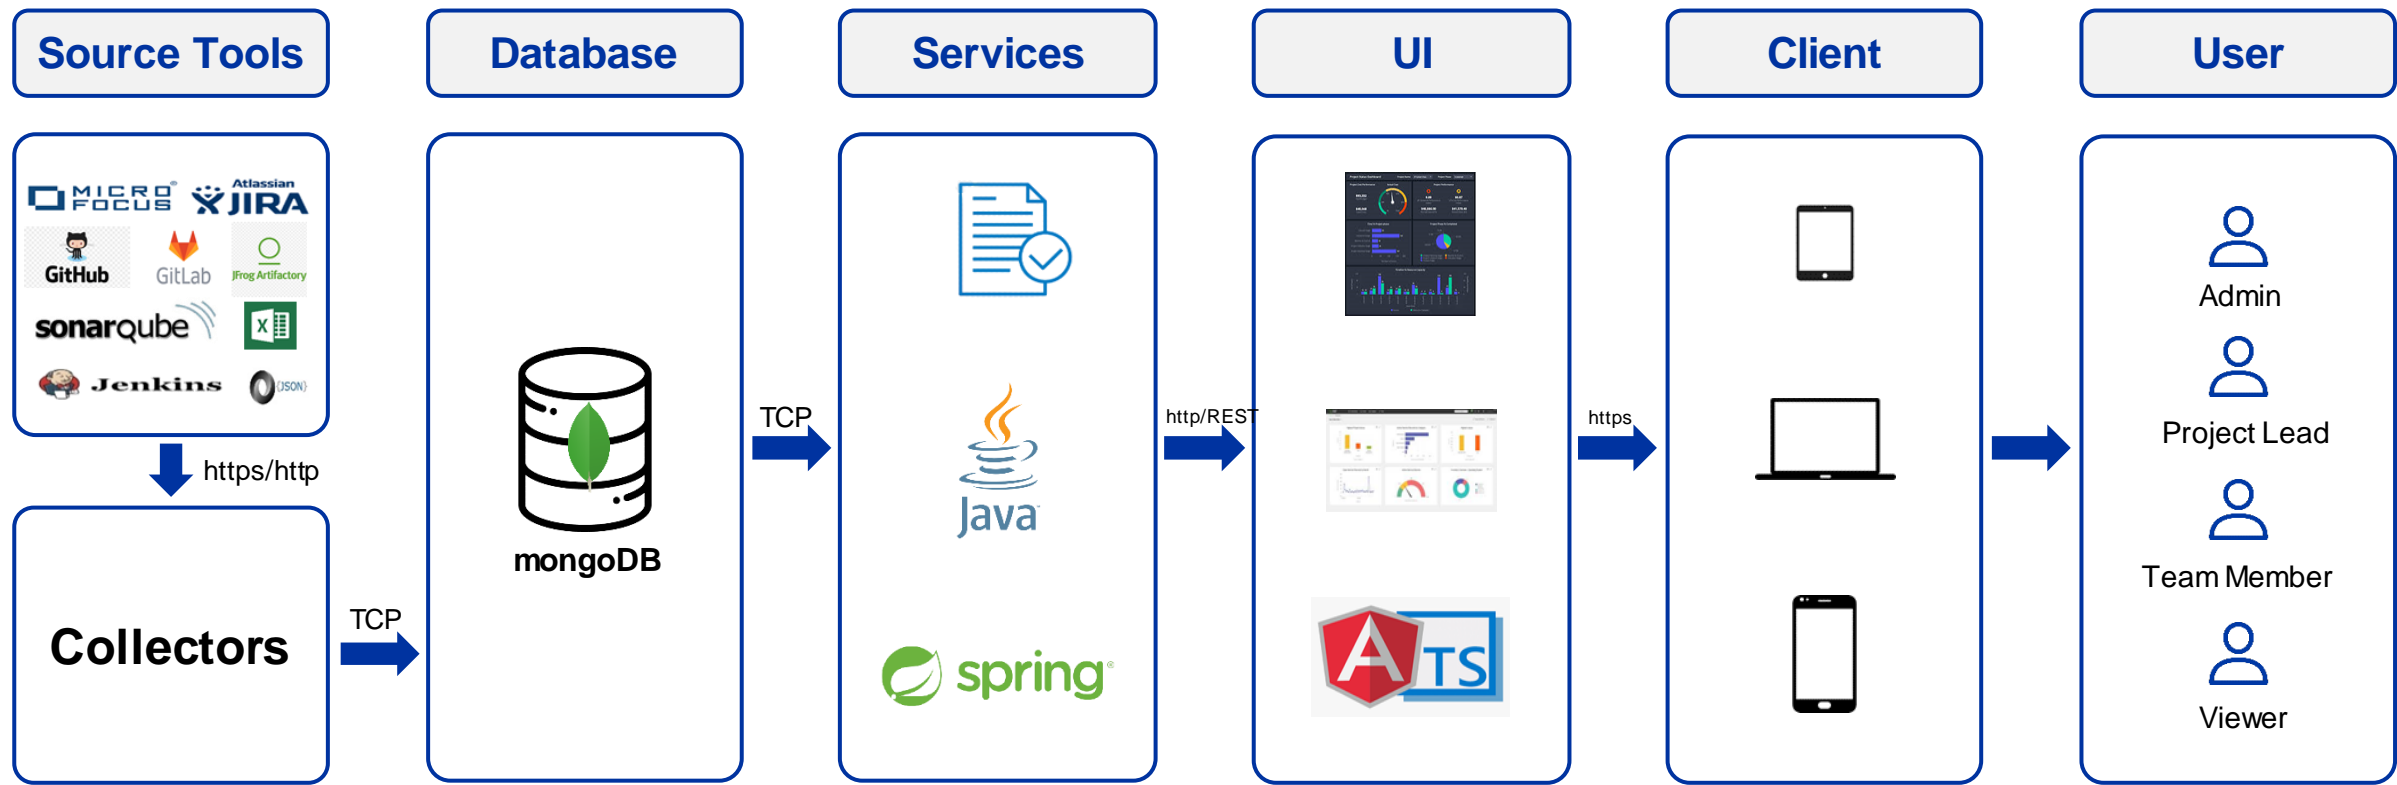 Source Tools
Database
Services
UI
Client
User
MICRO
FOCUS
Atlassian
JIRA
GitHub
GitLab
JFrog Artifactory
sonarqube
X
Jenkins
{JSON}
https/http
Collectors
TCP
mongoDB
TCP
Java
spring
http/REST
A
TS
https
Admin
Project Lead
Team Member
Viewer